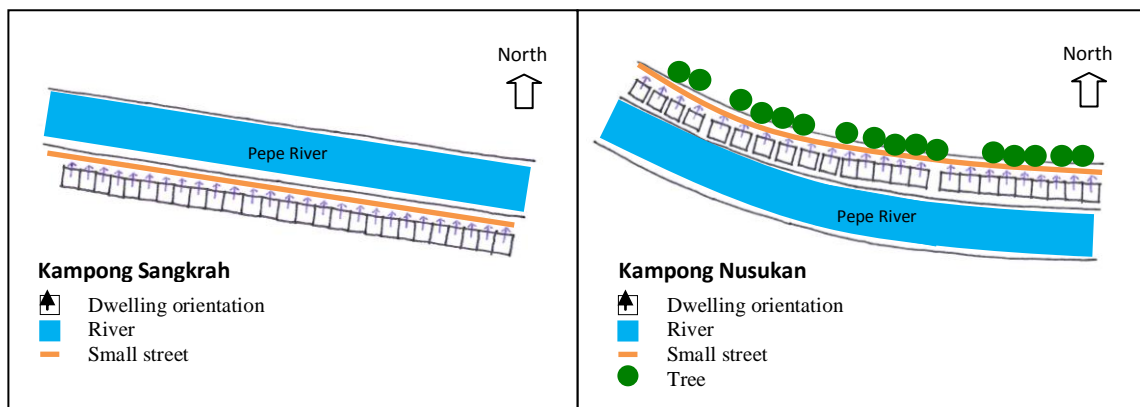 North
Pepe River
Kampong Sangkrah
Dwelling orientation
River
Small street
North
Pepe River
Kampong Nusukan
Dwelling orientation
River
Small street
Tree